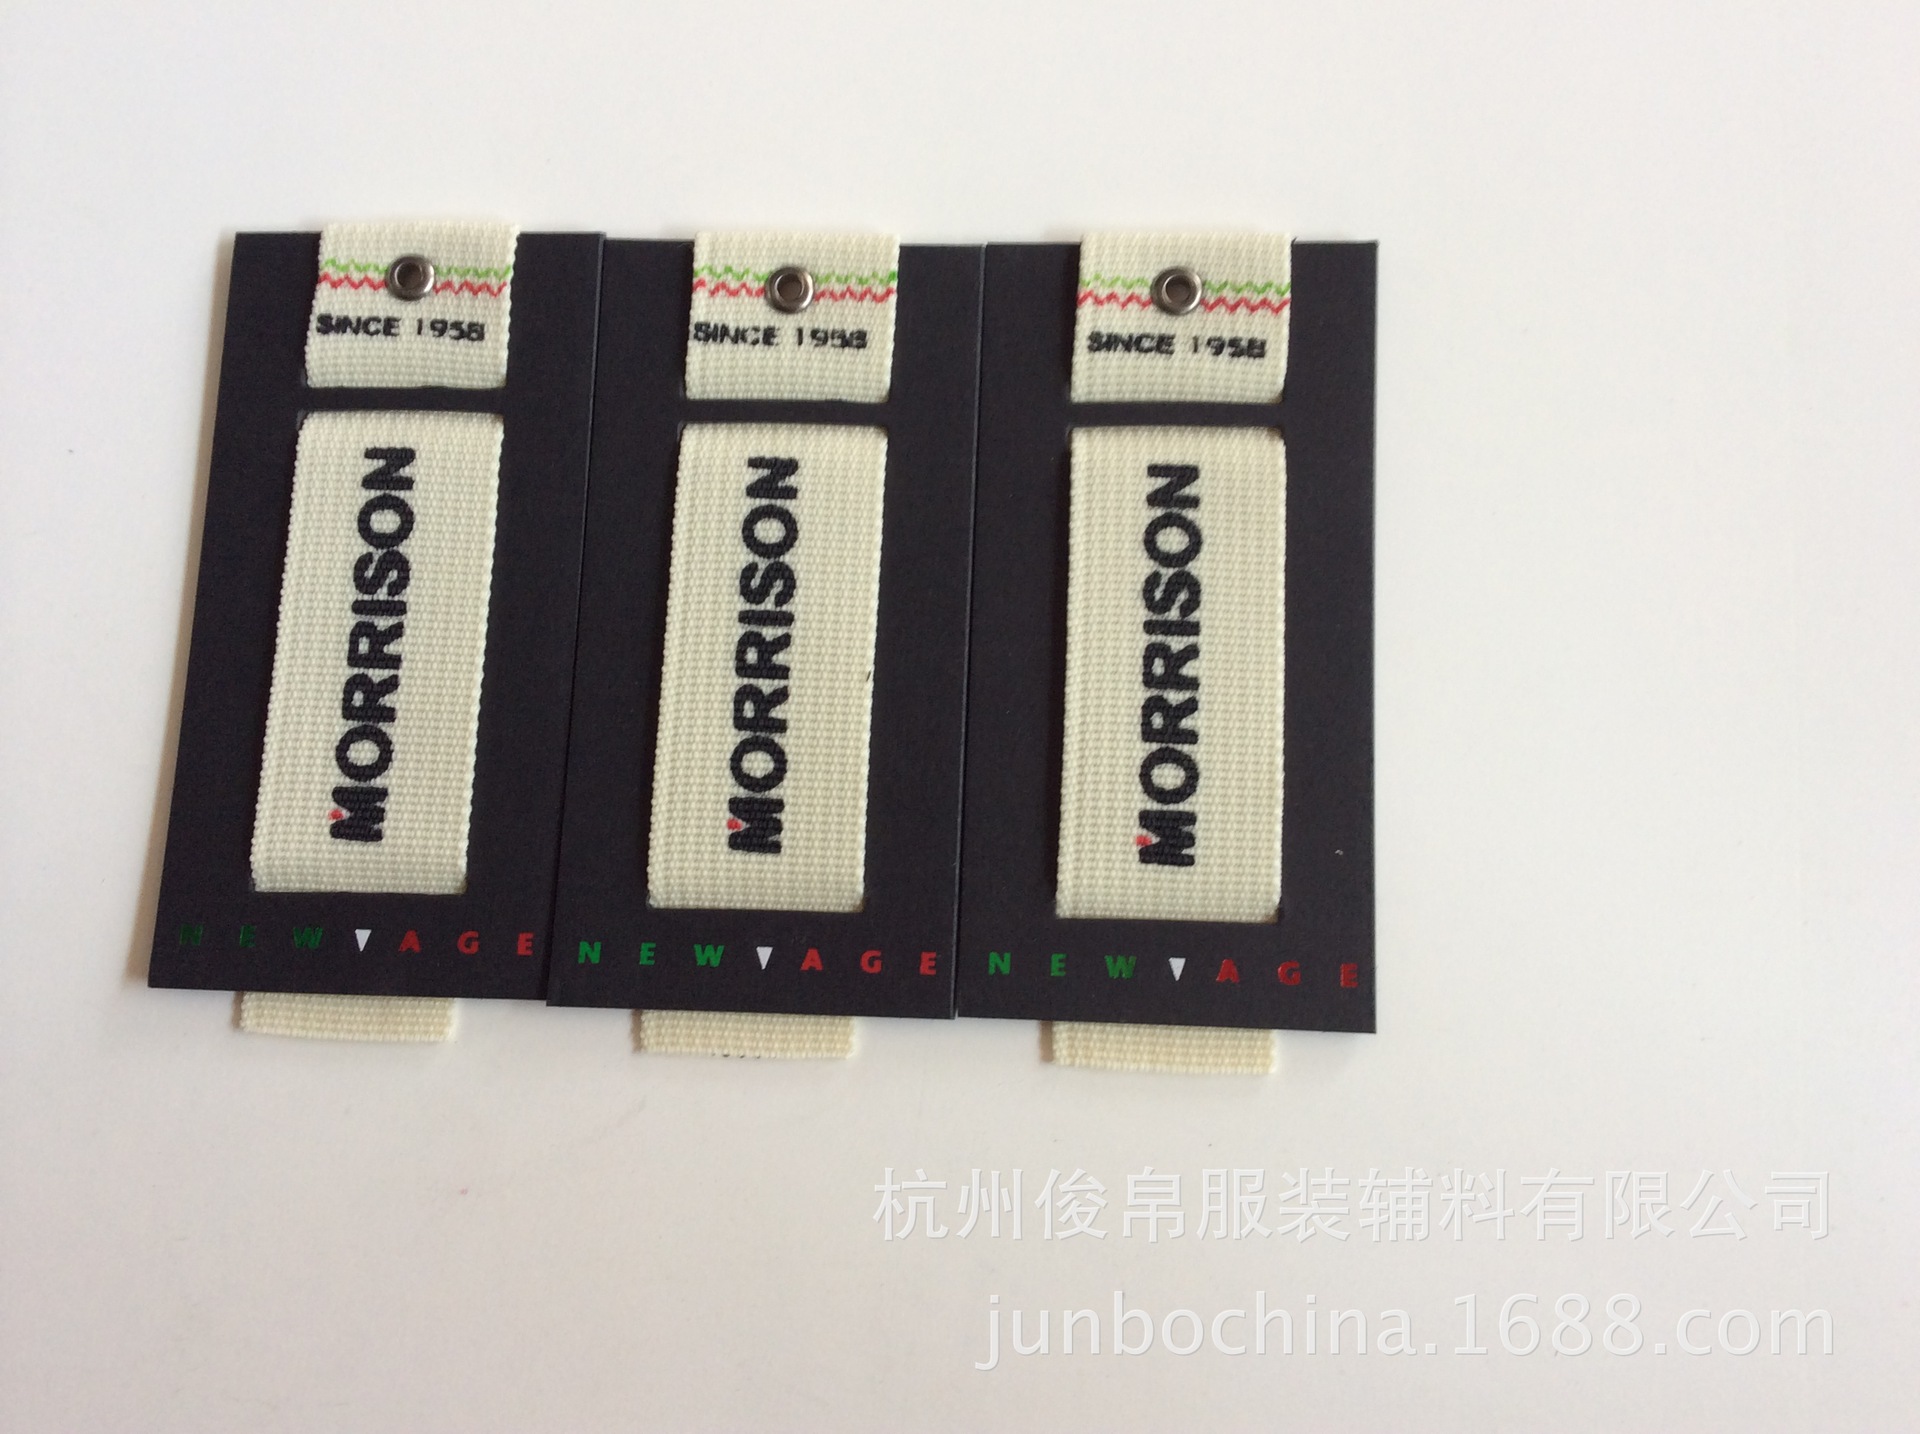 SINCE 1958
SINCE 1958
SINCE 1958
MORRISON
MORRISON
MORRISON
NEW AGE
NEW AGE
NEW AGE
杭州俊帛服装辅料有限公司
junbochina.1688.com